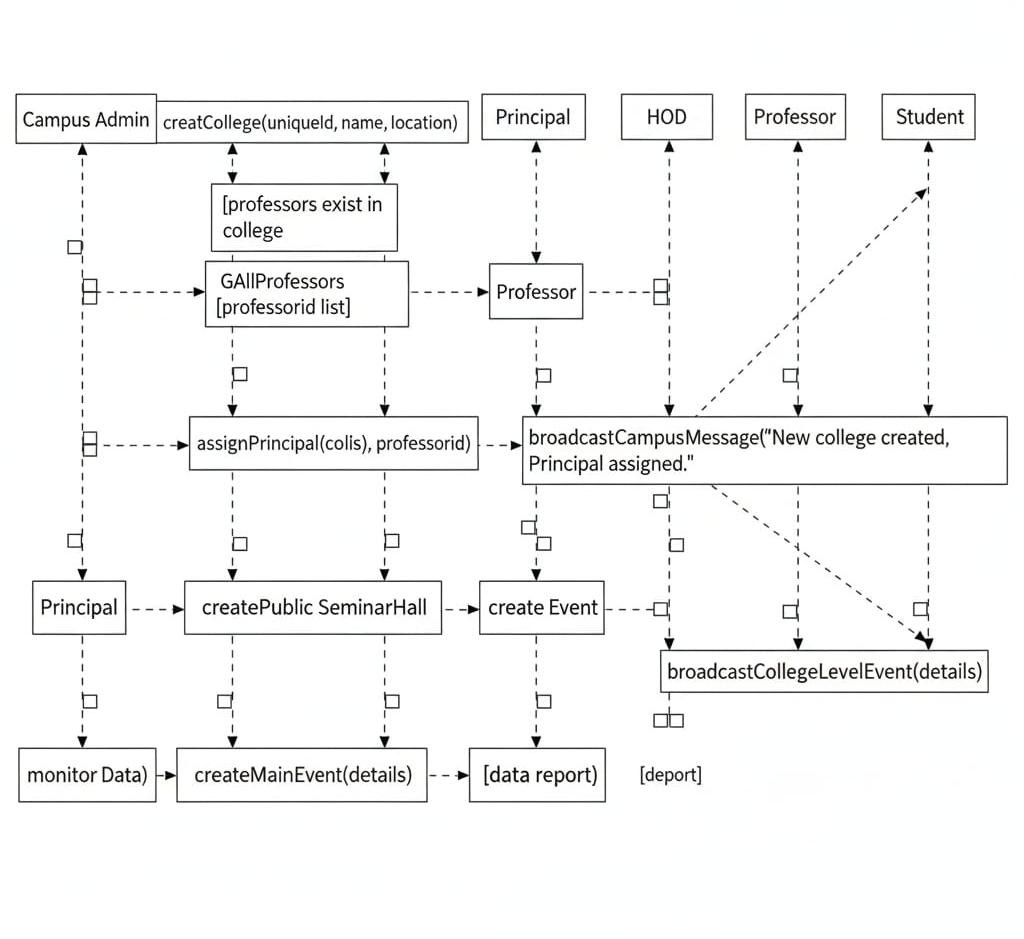 Campus Admin
creatCollege(uniqueId, name, location)
Principal
HOD
Professor
Student
[professors exist in
college
GAllProfessors
[professorid list]
Professor
assignPrincipal(colis), professorid)
broadcastCampusMessage("New college created,
Principal assigned."
Principal
createPublic SeminarHall
create Event
broadcastCollegeLevelEvent(details)
monitor Data)
createMainEvent(details)
[data report)
[deport]